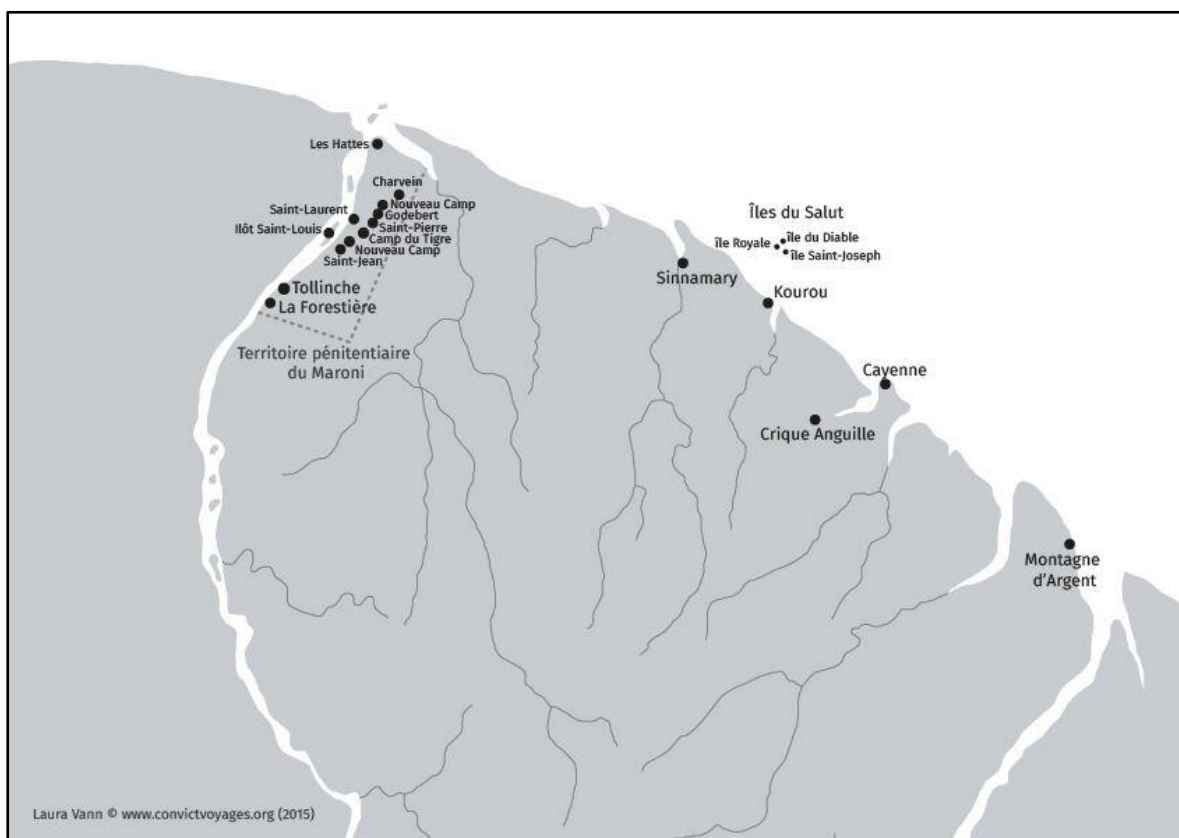 Les Hattes
Charvein
Nouveau Camp
Saint-Laurent
Godebert
Ilôt Saint-Louis
Saint-Pierre
Camp du Tigre
Nouveau Camp
Saint-Jean
Tollinche
La Forestière
Territoire pénitentiaire
du Maroni
Îles du Salut
île Royale
île du Diable
île Saint-Joseph
Sinnamary
Kourou
Cayenne
Crique Anguille
Montagne
d'Argent
Laura Vann © www.convictvoyages.org (2015)